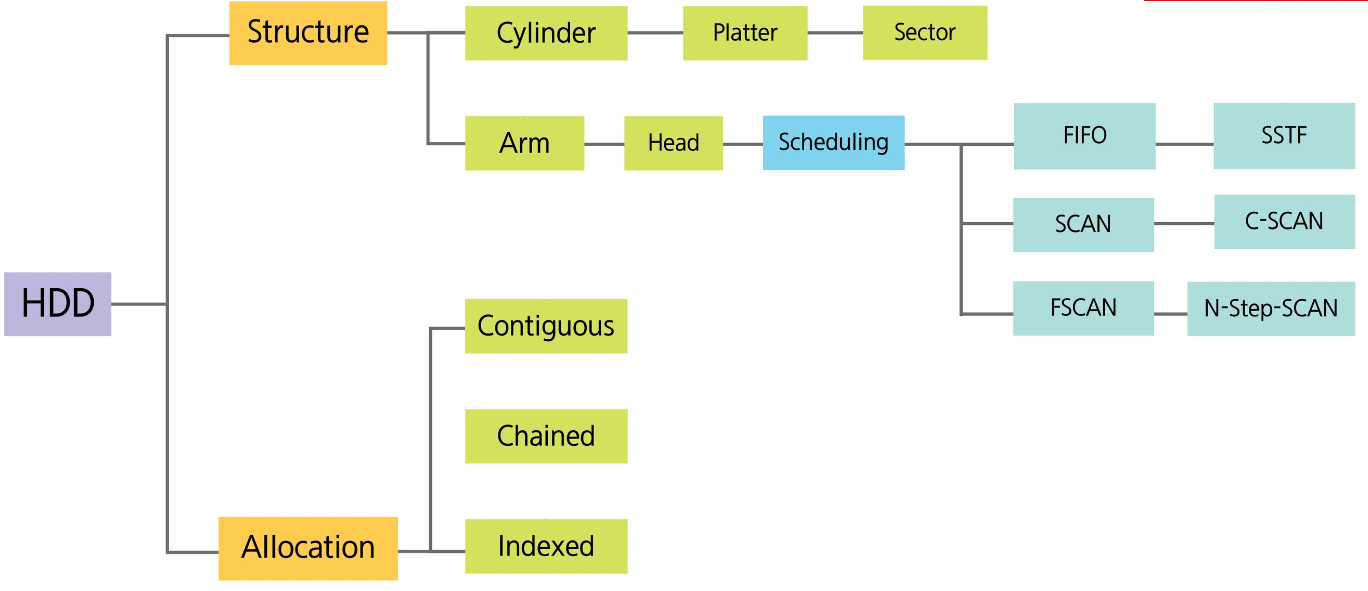 Structure
Cylinder
Platter
Sector
Arm
Head
Scheduling
FIFO
SSTF
SCAN
C-SCAN
FSCAN
N-Step-SCAN
HDD
Contiguous
Chained
Allocation
Indexed